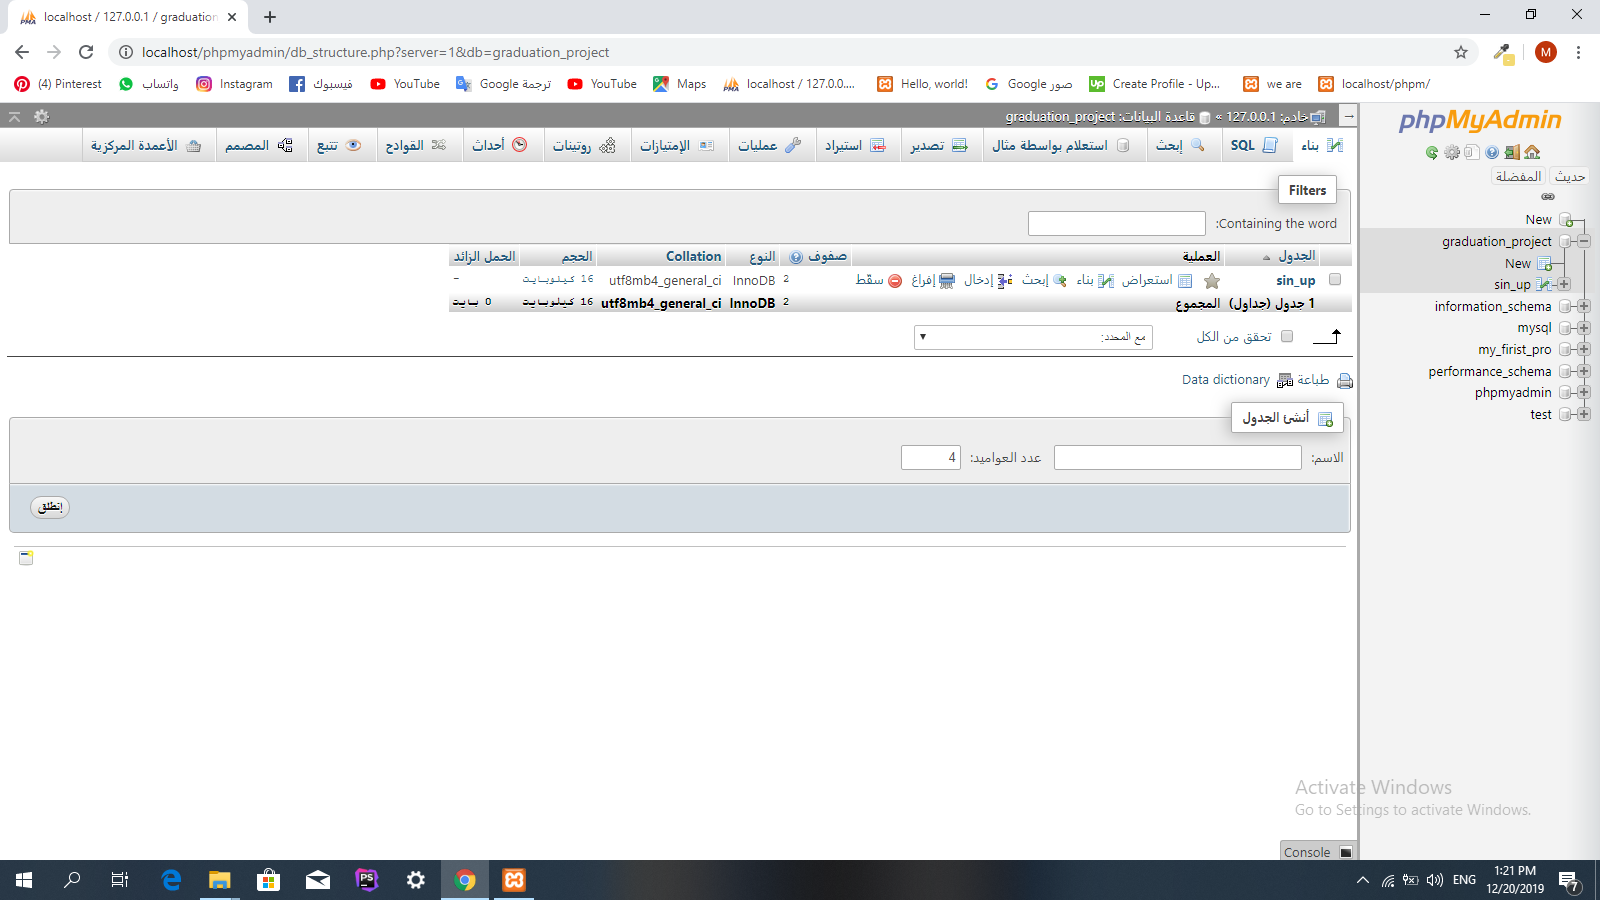 localhost / 127.0.0.1 / graduation
localhost/phpmyadmin/db_structure.php?server=1&db=graduation_project
(4) Pinterest
واتساب
Instagram
فيسبوك
YouTube
ترجمة Google
YouTube
Maps
localhost / 127.0.0....
Hello, world!
صور Google
Create Profile - Up...
we are
localhost/phpm/
خادم: 127.0.0.1 » قاعدة البيانات: graduation_project
بناء
SQL
إبحث
استعلام بواسطة مثال
تصدير
استيراد
عمليات
الإمتيازات
روتينات
أحداث
القوادح
تتبع
المصمم
الأعمدة المركزية
Filters
Containing the word:
الجدول العملية صفوف النوع Collation الحجم الحمل الزائد
sin_up استعراض بناء إبحث إدخال إفراغ سقّط 2 InnoDB utf8mb4_general_ci 16 كيلوبايت -
1 جدول (جداول) المجموع 2 InnoDB utf8mb4_general_ci 16 كيلوبايت 0 بايت
تحقق من الكل
مع المحدد:
طباعة Data dictionary
أنشئ الجدول
الاسم: عدد العواميد: 4
إنطلق
phpMyAdmin
حديث المفضلة
New
graduation_project
New
sin_up
information_schema
mysql
my_firist_pro
performance_schema
phpmyadmin
test
Activate Windows
Go to Settings to activate Windows.
Console
ENG
1:21 PM
12/20/2019
7